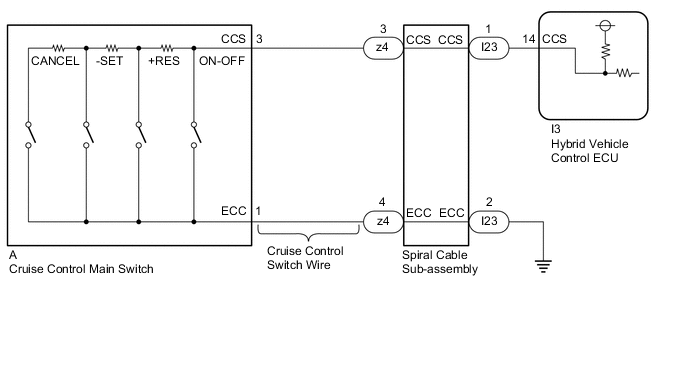 CCS 3
3
z4
CCS CCS
1
I23
14 CCS
CANCEL -SET +RES ON-OFF
I3
Hybrid Vehicle
Control ECU
ECC 1
4
z4
ECC ECC
2
I23
A
Cruise Control Main Switch
Cruise Control
Switch Wire
Spiral Cable
Sub-assembly